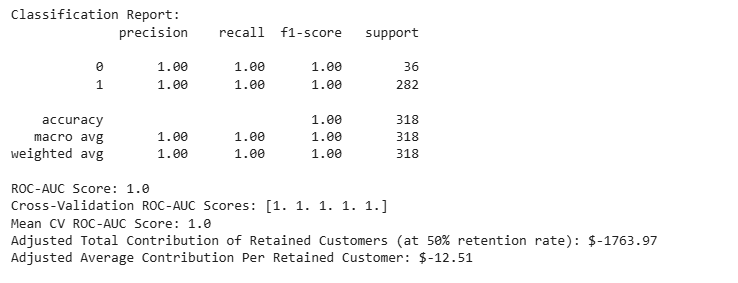 Classification Report:
precision recall f1-score support
0 1.00 1.00 1.00 36
1 1.00 1.00 1.00 282
accuracy 1.00 318
macro avg 1.00 1.00 1.00 318
weighted avg 1.00 1.00 1.00 318
ROC-AUC Score: 1.0
Cross-Validation ROC-AUC Scores: [1. 1. 1. 1. 1.]
Mean CV ROC-AUC Score: 1.0
Adjusted Total Contribution of Retained Customers (at 50% retention rate): $-1763.97
Adjusted Average Contribution Per Retained Customer: $-12.51